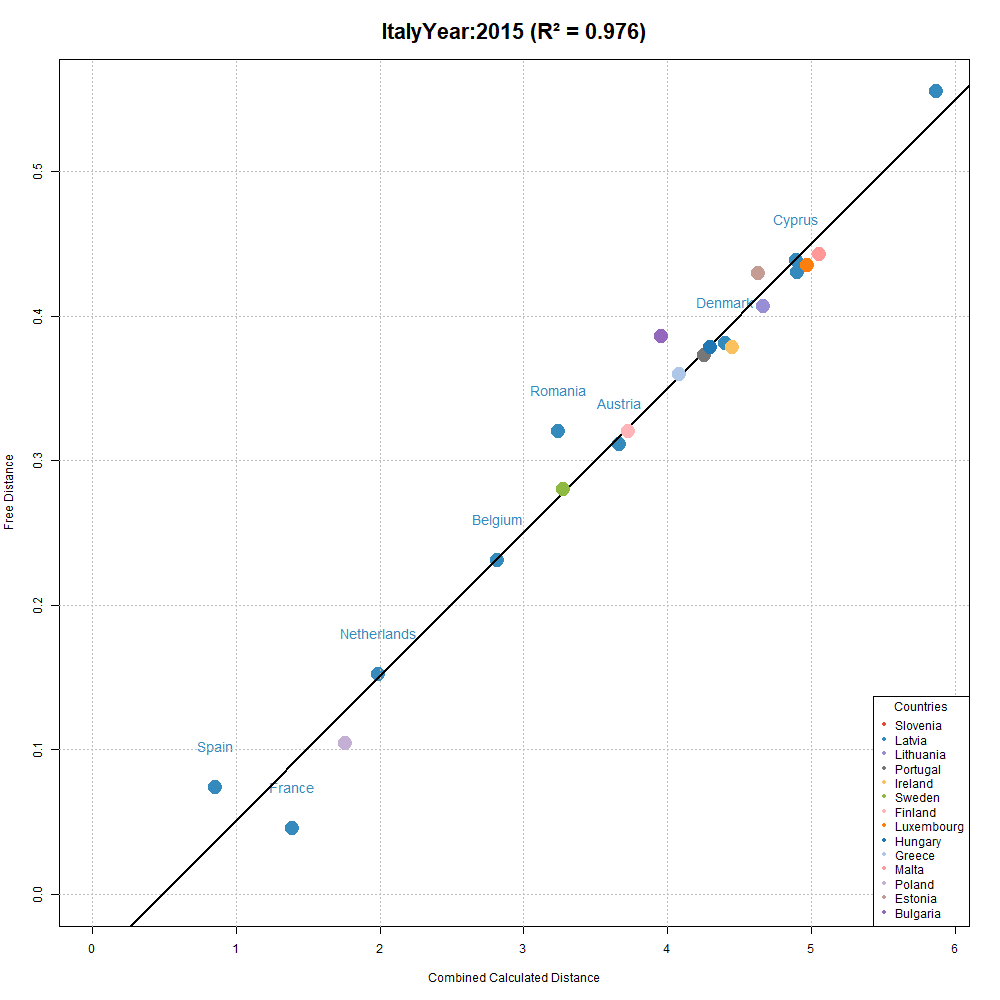 ItalyYear:2015 (R² = 0.976)
Free Distance
0.5
0.4
0.3
0.2
0.1
0.0
Cyprus
Denmark
Romania
Austria
Belgium
Netherlands
Spain
France
Countries
Slovenia
Latvia
Lithuania
Portugal
Ireland
Sweden
Finland
Luxembourg
Hungary
Greece
Malta
Poland
Estonia
Bulgaria
0 1 2 3 4 5 6
Combined Calculated Distance